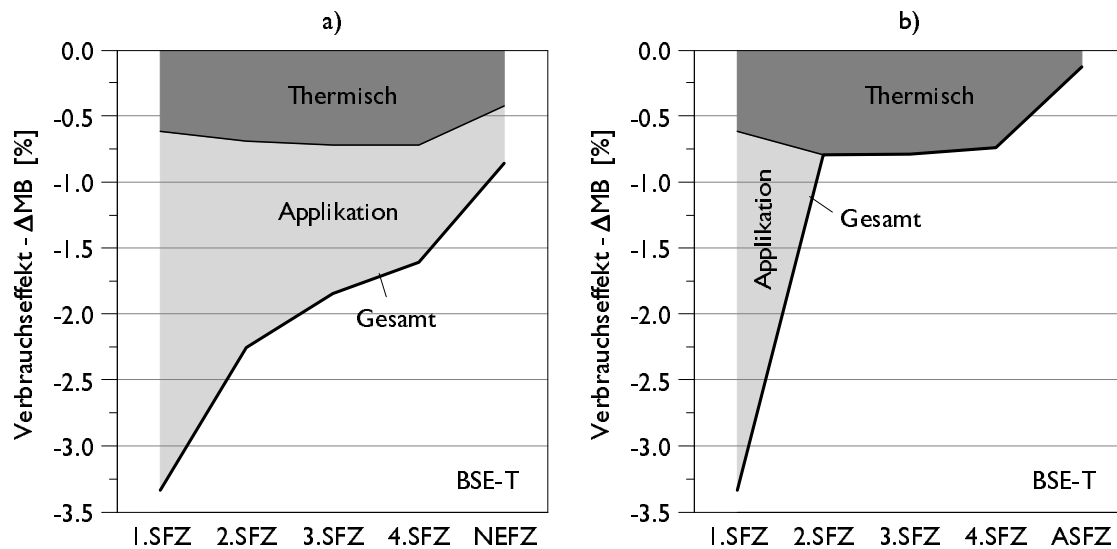 a)
Verbrauchseffekt - ΔMB [%]
0.0
-0.5
-1.0
-1.5
-2.0
-2.5
-3.0
-3.5
Thermisch
Applikation
Gesamt
BSE-T
1.SFZ 2.SFZ 3.SFZ 4.SFZ NEFZ
b)
Verbrauchseffekt - ΔMB [%]
0.0
-0.5
-1.0
-1.5
-2.0
-2.5
-3.0
-3.5
Thermisch
Applikation
Gesamt
BSE-T
1.SFZ 2.SFZ 3.SFZ 4.SFZ ASFZ